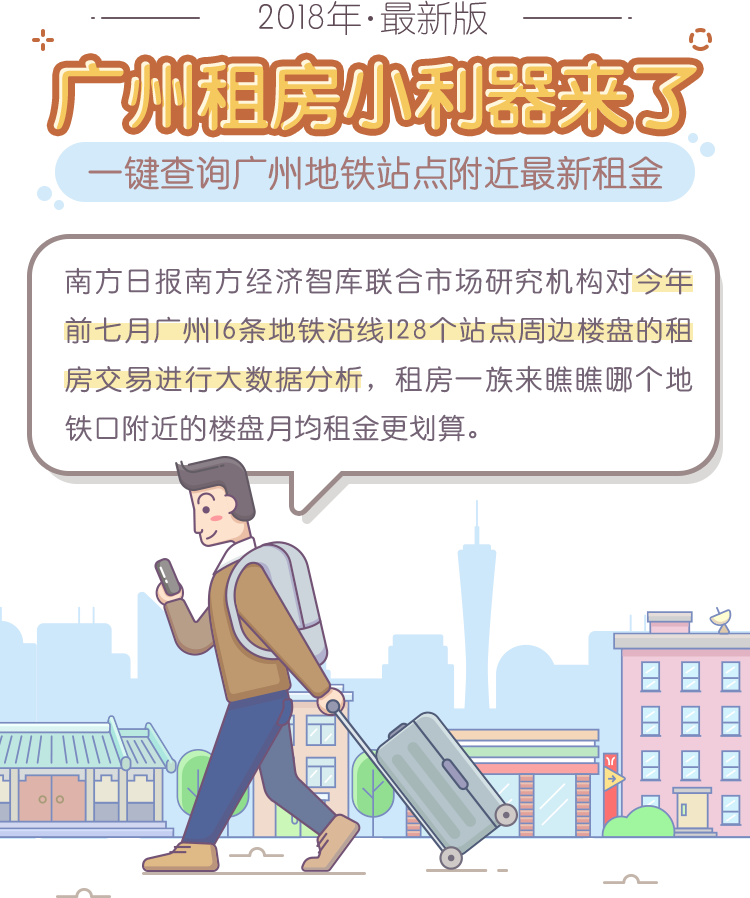 2018年·最新版
广州租房小利器来了
一键查询广州地铁站点附近最新租金
南方日报南方经济智库联合市场研究机构对今年
前七月广州16条地铁沿线128个站点周边楼盘的租
房交易进行大数据分析，租房一族来瞧瞧哪个地
铁口附近的楼盘月均租金更划算。